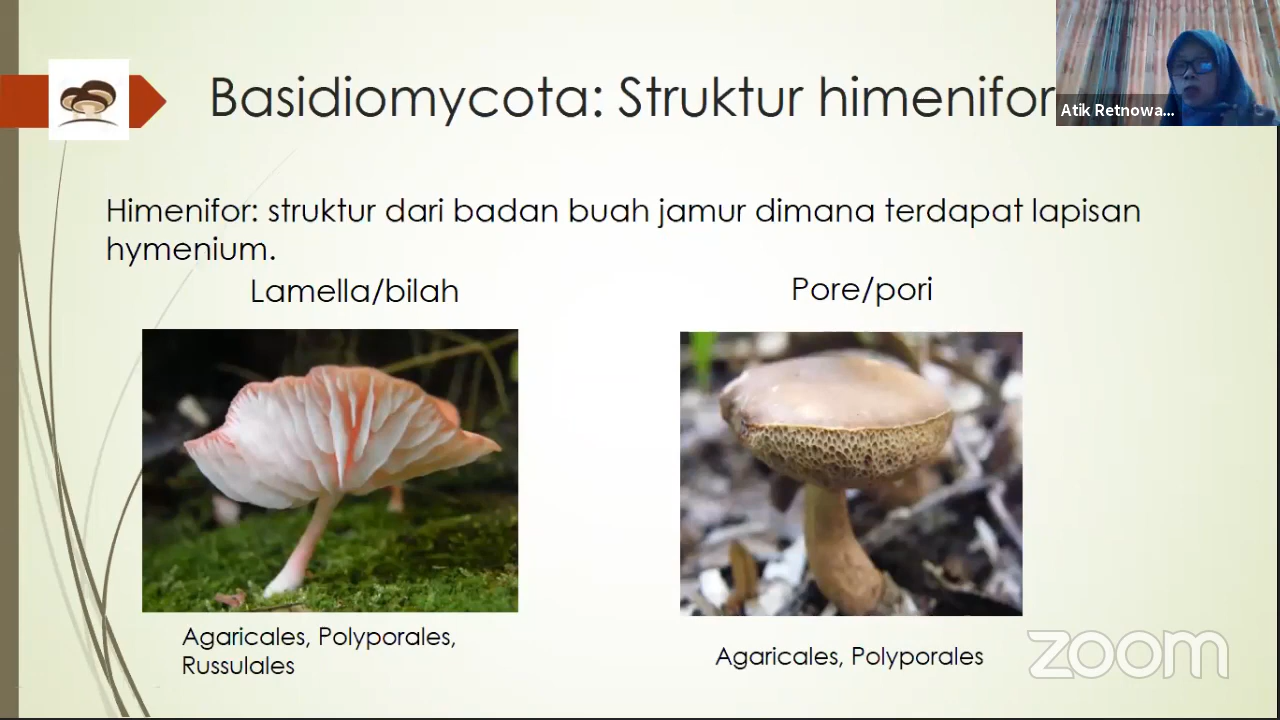 Basidiomycota: Struktur himenifor
Atik Retnowa...
Himenifor: struktur dari badan buah jamur dimana terdapat lapisan
hymenium.
Lamella/bilah
Pore/pori
Agaricales, Polyporales,
Russulales
Agaricales, Polyporales
zoom